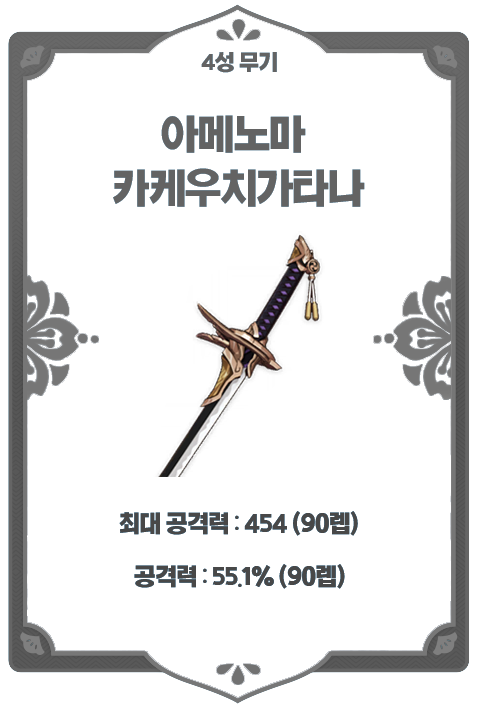 4성 무기
아메노마
카케우치가타나
최대 공격력 : 454 (90렙)
공격력 : 55.1% (90렙)